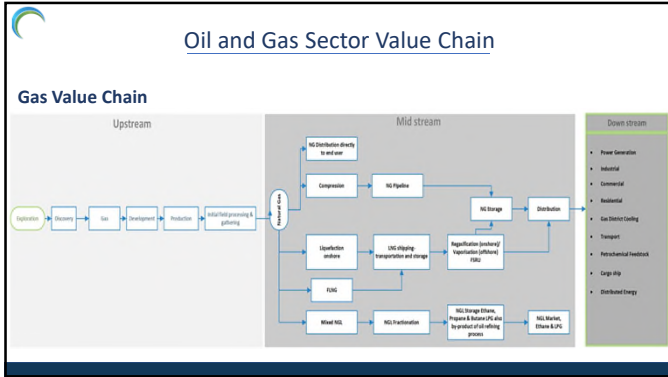 Oil and Gas Sector Value Chain
Gas Value Chain
Upstream
Exploration
Discovery
Gas
Development
Production
Initial field processing &
gathering
Mid stream
Natural Gas
NG Distribution directly
to end user
Compression
NG Pipeline
NG Storage
Distribution
Liquefection
onshore
LNG shipping-
transportation and storage
Regasification (onshore)/
Vaporisation (offshore)
FSRU
FLNG
Mixed NGL
NGL Fractionation
NGL Storage Ethane,
Propane & Butane LPG also
by-product of oil refining
process
NGL Market,
Ethane & LPG
Down stream
• Power Generation
• Industrial
• Commercial
• Residential
• Gas District Cooling
• Transport
• Petrochemical Feedstock
• Cargo ship
• Distributed Energy